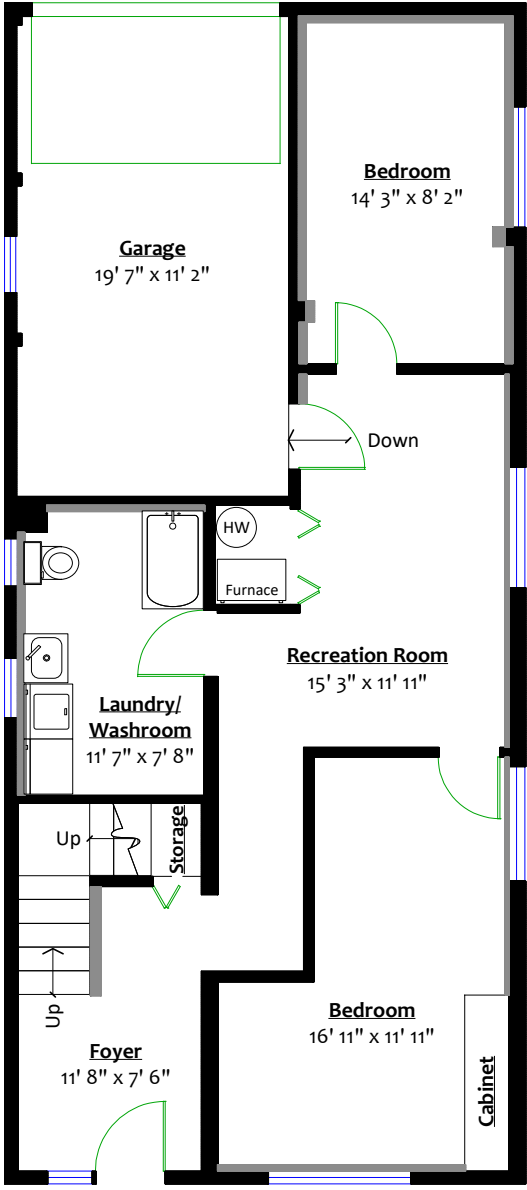 Bedroom
14' 3" x 8' 2"
Garage
19' 7" x 11' 2"
Down
HW
Furnace
Recreation Room
15' 3" x 11' 11"
Laundry/
Washroom
11' 7" x 7' 8"
Up
Storage
Up
Bedroom
16' 11" x 11' 11"
Foyer
11' 8" x 7' 6"
Cabinet